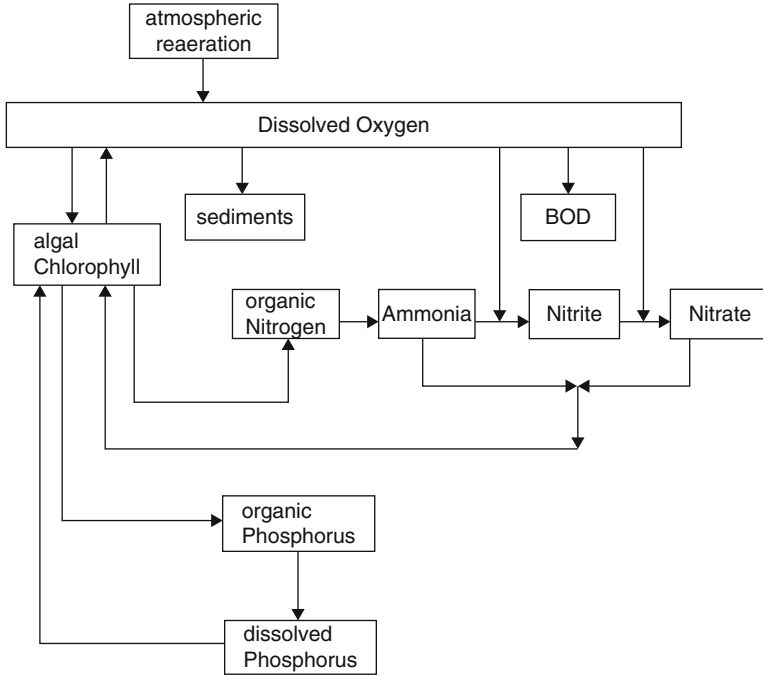 atmospheric
reaeration
Dissolved Oxygen
sediments
BOD
algal
Chlorophyll
organic
Nitrogen
Ammonia
Nitrite
Nitrate
organic
Phosphorus
dissolved
Phosphorus